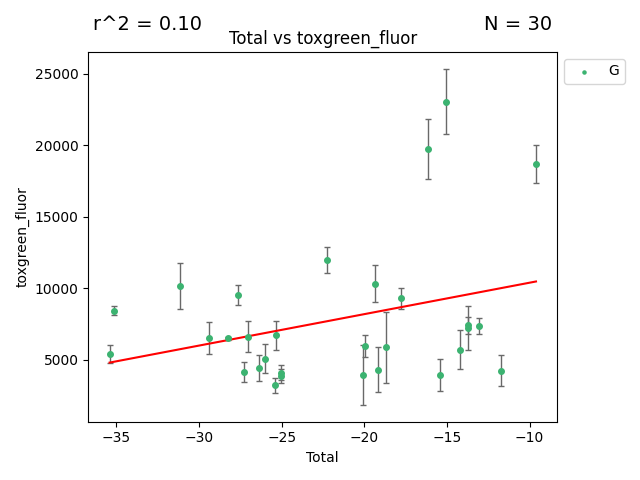 r^2 = 0.10
N = 30
Total vs toxgreen_fluor
G
25000
20000
15000
10000
5000
toxgreen_fluor
−35
−30
−25
−20
−15
−10
Total